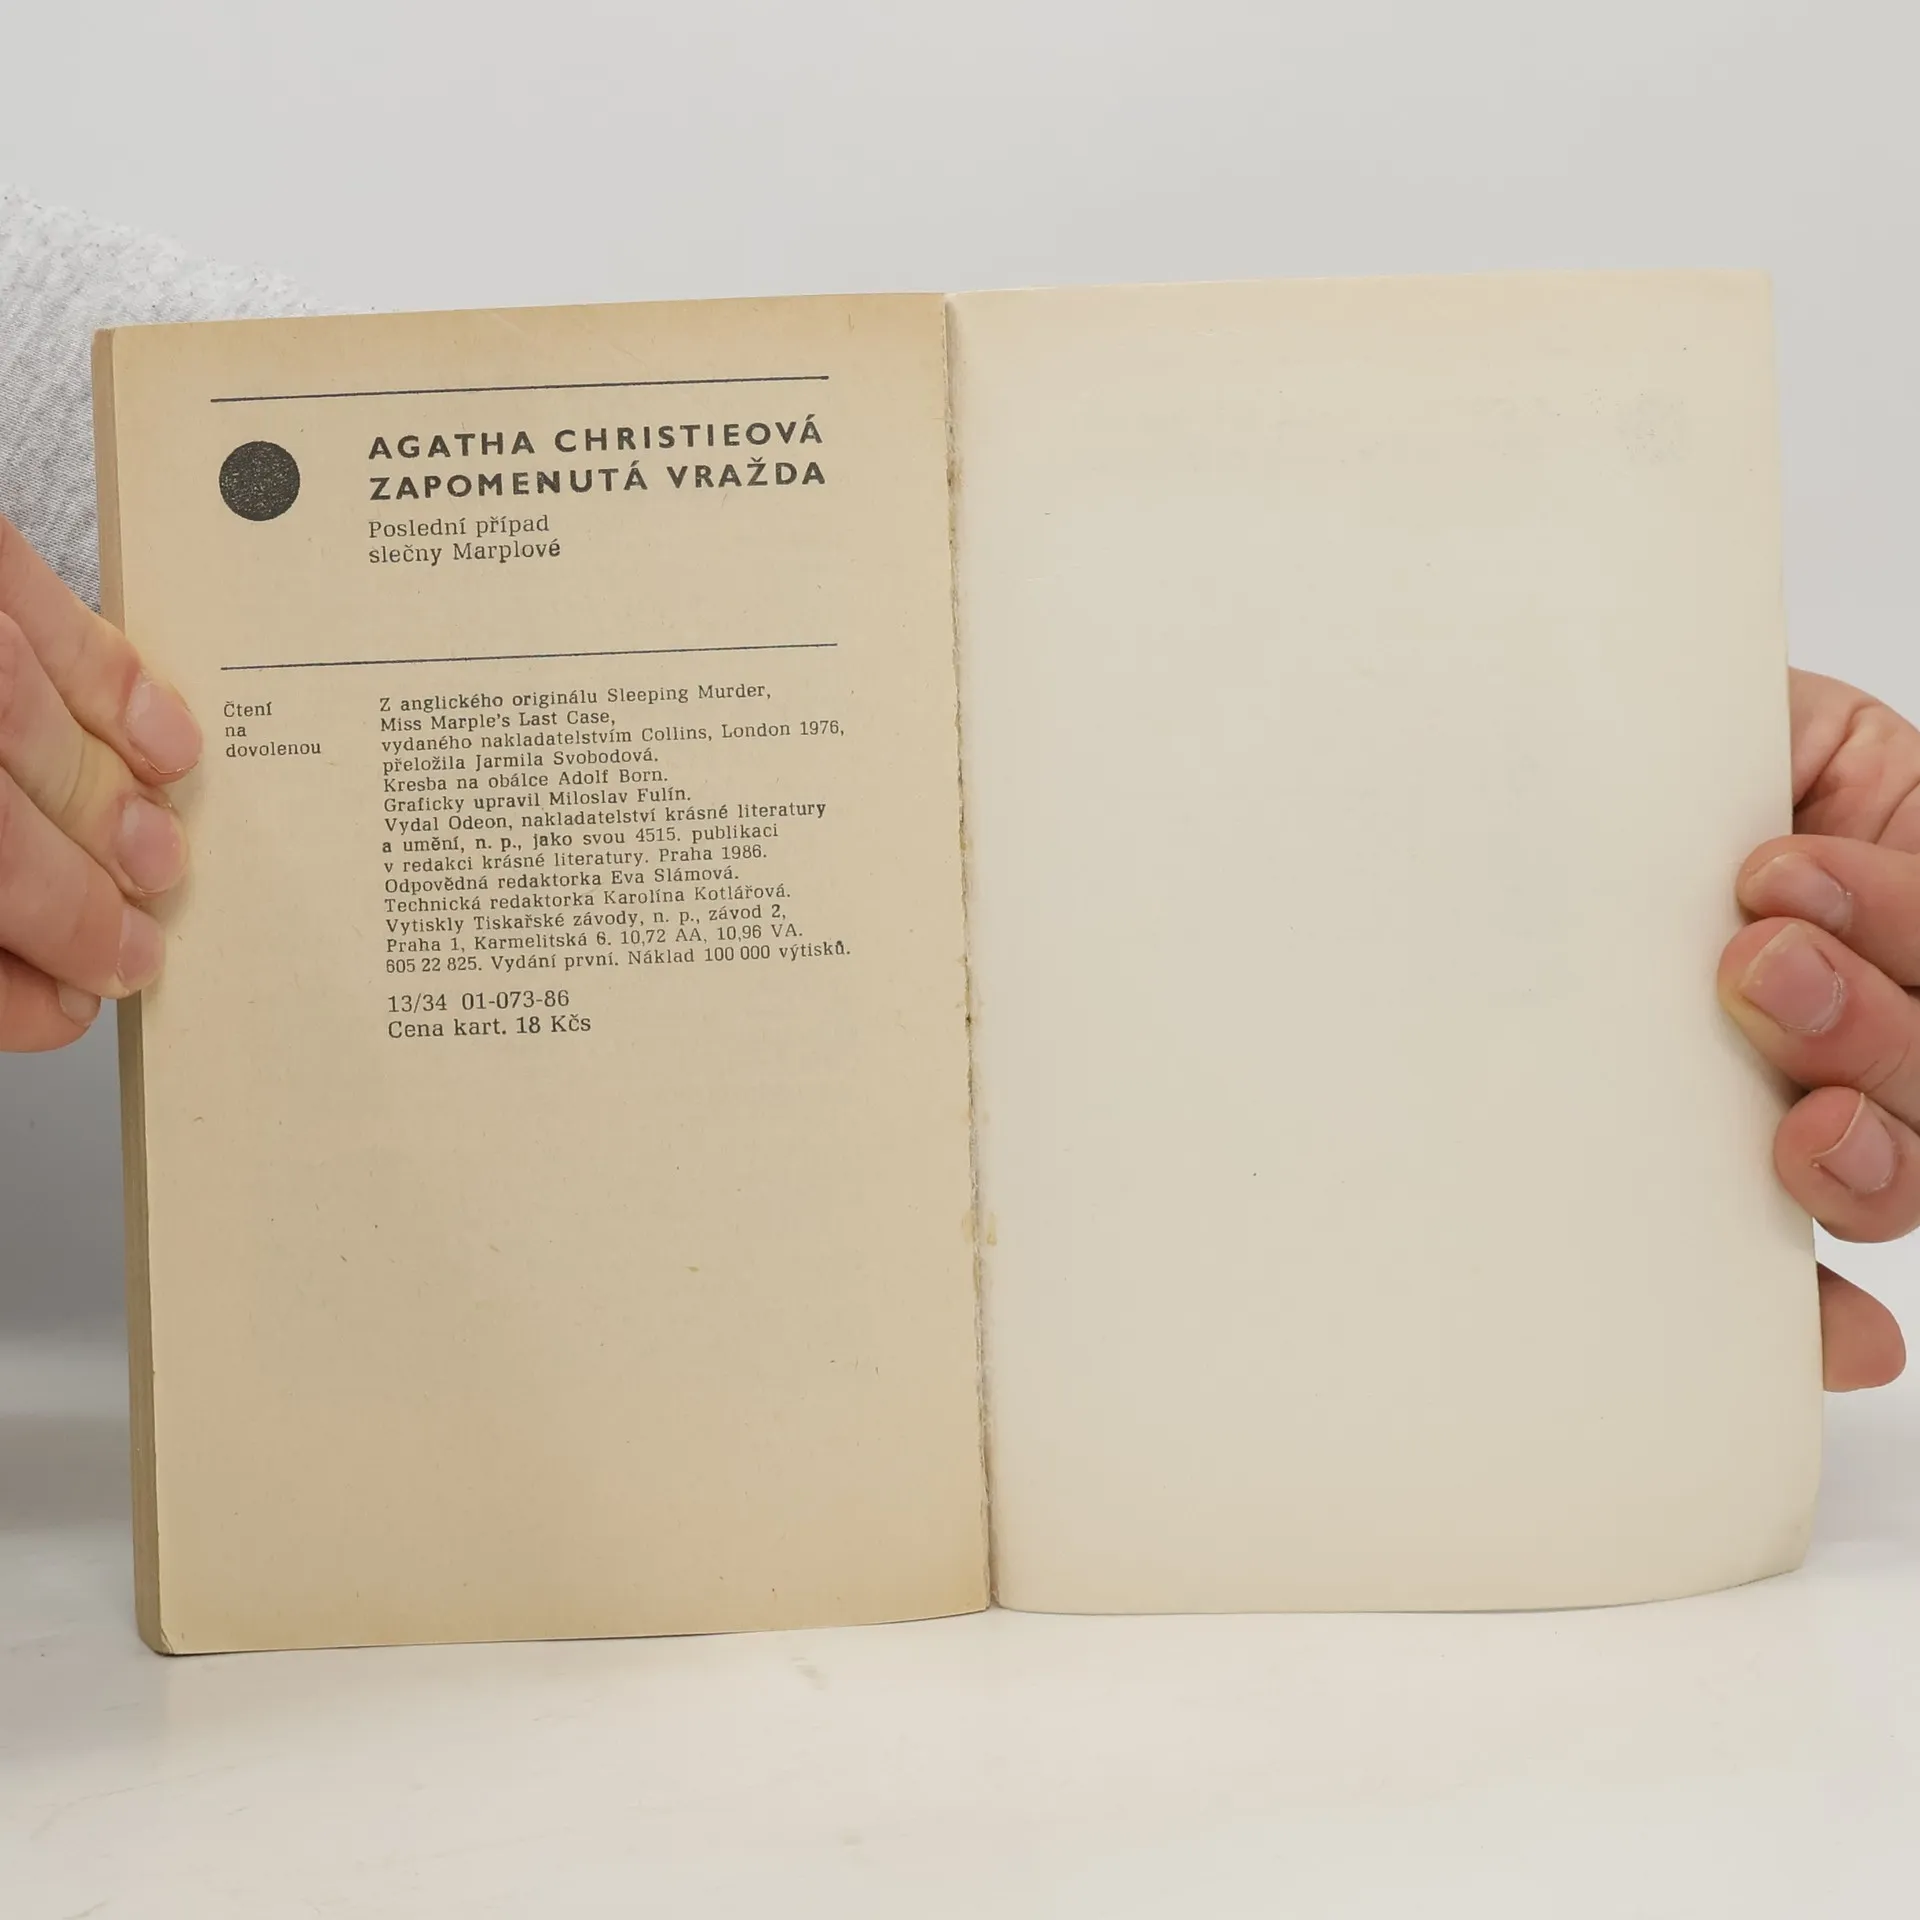 AGATHA CHRISTIEOVÁ
ZAPOMENUTÁ VRAŽDA
Poslední případ
slečny Marplové
Čtení
na
dovolenou
Z anglického originálu Sleeping Murder,
Miss Marple's Last Case,
vydaného nakladatelstvím Collins, London 1976,
přeložila Jarmila Svobodová.
Kresba na obálce Adolf Born.
Graficky upravil Miloslav Fulín.
Vydal Odeon, nakladatelství krásné literatury
a umění, n. p., jako svou 4515. publikaci
v redakci krásné literatury. Praha 1986.
Odpovědná redaktorka Eva Slámová.
Technická redaktorka Karolína Kotlářová.
Vytiskly Tiskařské závody, n. p., závod 2,
Praha 1, Karmelitská 6. 10,72 AA, 10,96 VA.
605 22 825. Vydání první. Náklad 100 000 výtisků.
13/34 01-073-86
Cena kart. 18 Kčs